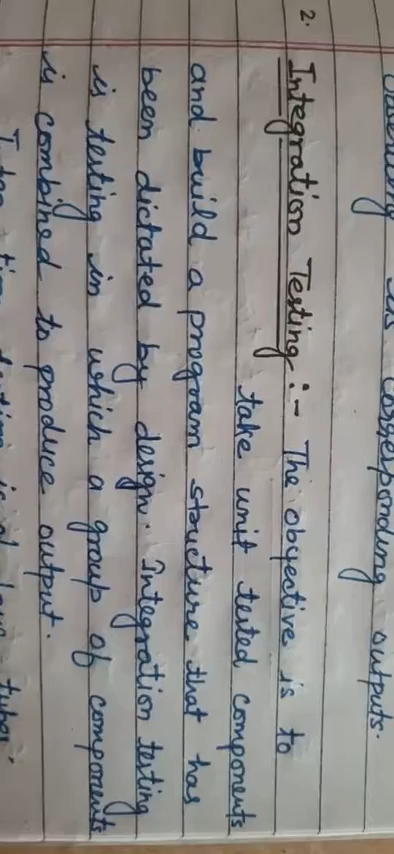 corresponding outputs.
2. Integration Testing :- The objective is to
take unit tested components
and build a program structure that has
been dictated by design. Integration testing
is testing in which a group of components
is combined to produce output.